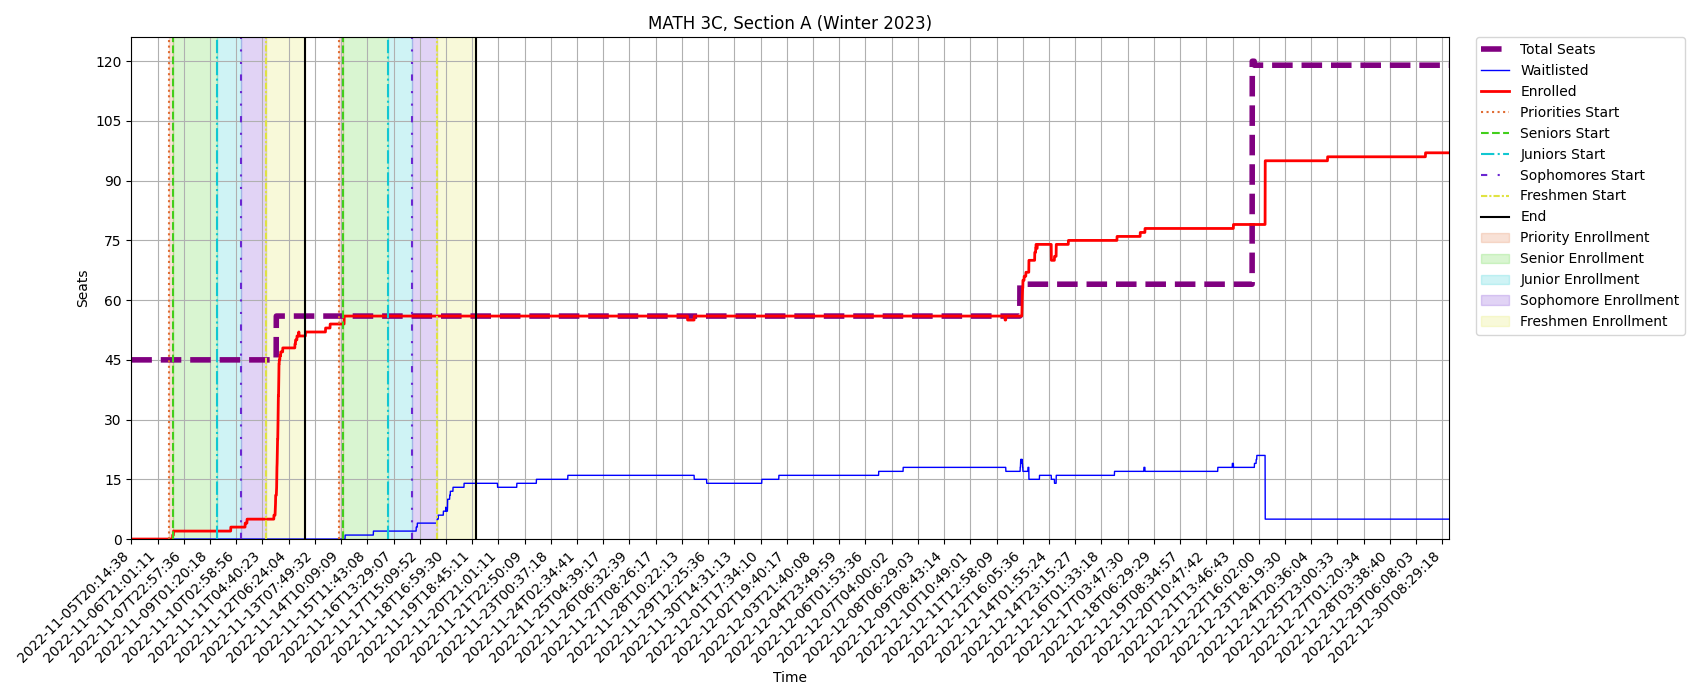 MATH 3C, Section A (Winter 2023)
Total Seats
Waitlisted
Enrolled
Priorities Start
Seniors Start
Juniors Start
Sophomores Start
Freshmen Start
End
Priority Enrollment
Senior Enrollment
Junior Enrollment
Sophomore Enrollment
Freshmen Enrollment
Seats
120
105
90
75
60
45
30
15
0
2022-11-05T20:14:38
2022-11-06T21:01:11
2022-11-07T22:57:36
2022-11-09T01:20:18
2022-11-10T02:58:56
2022-11-11T04:40:23
2022-11-12T06:24:04
2022-11-13T07:49:32
2022-11-14T10:09:09
2022-11-15T11:43:08
2022-11-16T13:29:07
2022-11-17T15:09:52
2022-11-18T16:59:30
2022-11-19T18:45:11
2022-11-20T21:01:11
2022-11-21T22:50:09
2022-11-23T00:37:18
2022-11-24T02:34:41
2022-11-25T04:39:17
2022-11-26T06:32:39
2022-11-27T08:26:17
2022-11-28T10:22:13
2022-11-29T12:25:36
2022-11-30T14:31:13
2022-12-01T17:34:10
2022-12-02T19:40:17
2022-12-03T21:40:08
2022-12-04T23:49:59
2022-12-06T01:53:36
2022-12-07T04:00:02
2022-12-08T06:29:03
2022-12-09T08:43:14
2022-12-10T10:49:01
2022-12-11T12:58:09
2022-12-12T16:05:36
2022-12-14T01:55:24
2022-12-14T23:15:27
2022-12-16T01:33:18
2022-12-17T03:47:30
2022-12-18T06:29:29
2022-12-19T08:34:57
2022-12-20T10:47:42
2022-12-21T13:46:43
2022-12-22T16:02:00
2022-12-23T18:19:30
2022-12-24T20:36:04
2022-12-25T23:00:33
2022-12-27T01:20:34
2022-12-28T03:38:40
2022-12-29T06:08:03
2022-12-30T08:29:18
Time